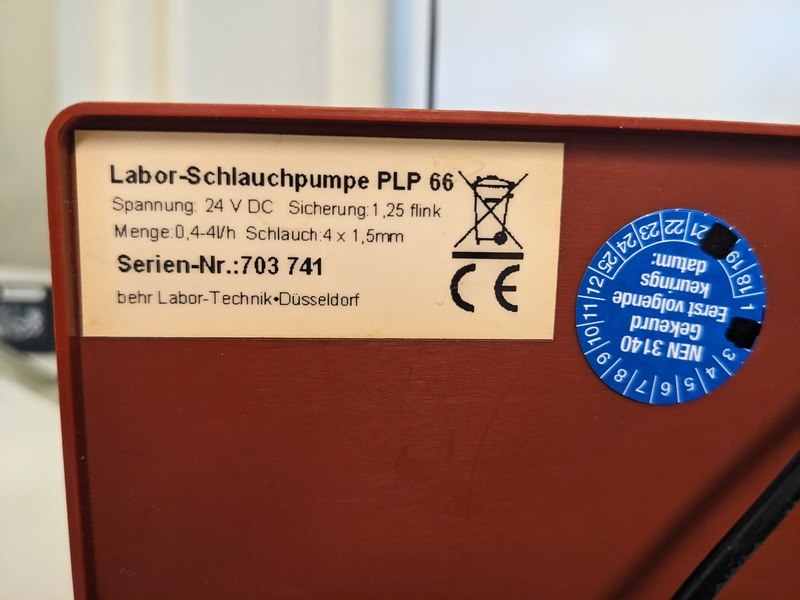 Labor-Schlauchpumpe PLP 66
Spannung: 24 V DC Sicherung:1,25 flink
Menge:0,4-4l/h Schlauch:4 x 1,5mm
Serien-Nr.:703 741
behr Labor-Technik•Düsseldorf
CE
NEN 3140
Gekeurd
Eerst volgende
keurings
datum:
18 19 21 22 23 24 25
1 3 4 5 6 7 8 9 10 11 12